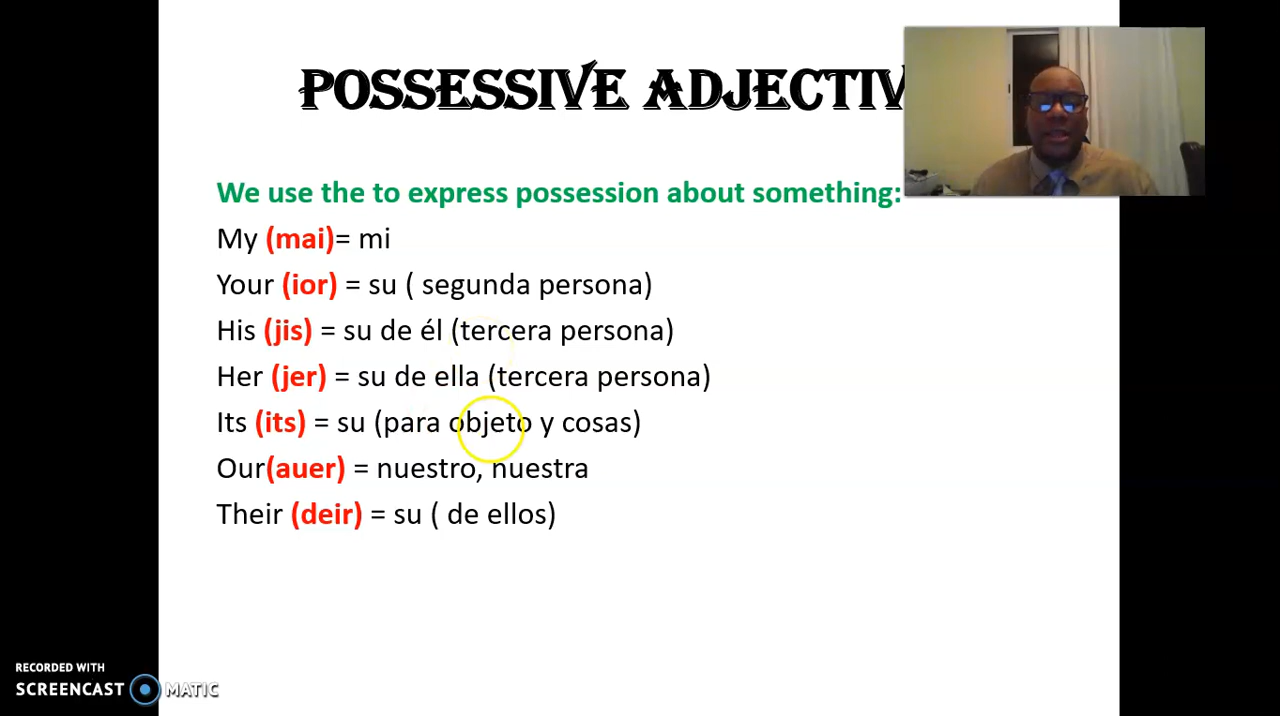 POSSESSIVE ADJECTIV
We use the to express possession about something:
My (mai)= mi
Your (ior) = su ( segunda persona)
His (jis) = su de él (tercera persona)
Her (jer) = su de ella (tercera persona)
Its (its) = su (para objeto y cosas)
Our(auer) = nuestro, nuestra
Their (deir) = su ( de ellos)
RECORDED WITH
SCREENCAST MATIC